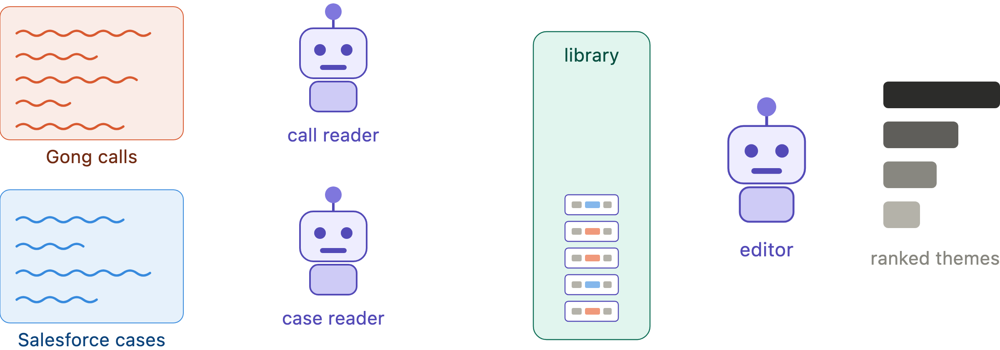 Gong calls
Salesforce cases
call reader
case reader
library
editor
ranked themes